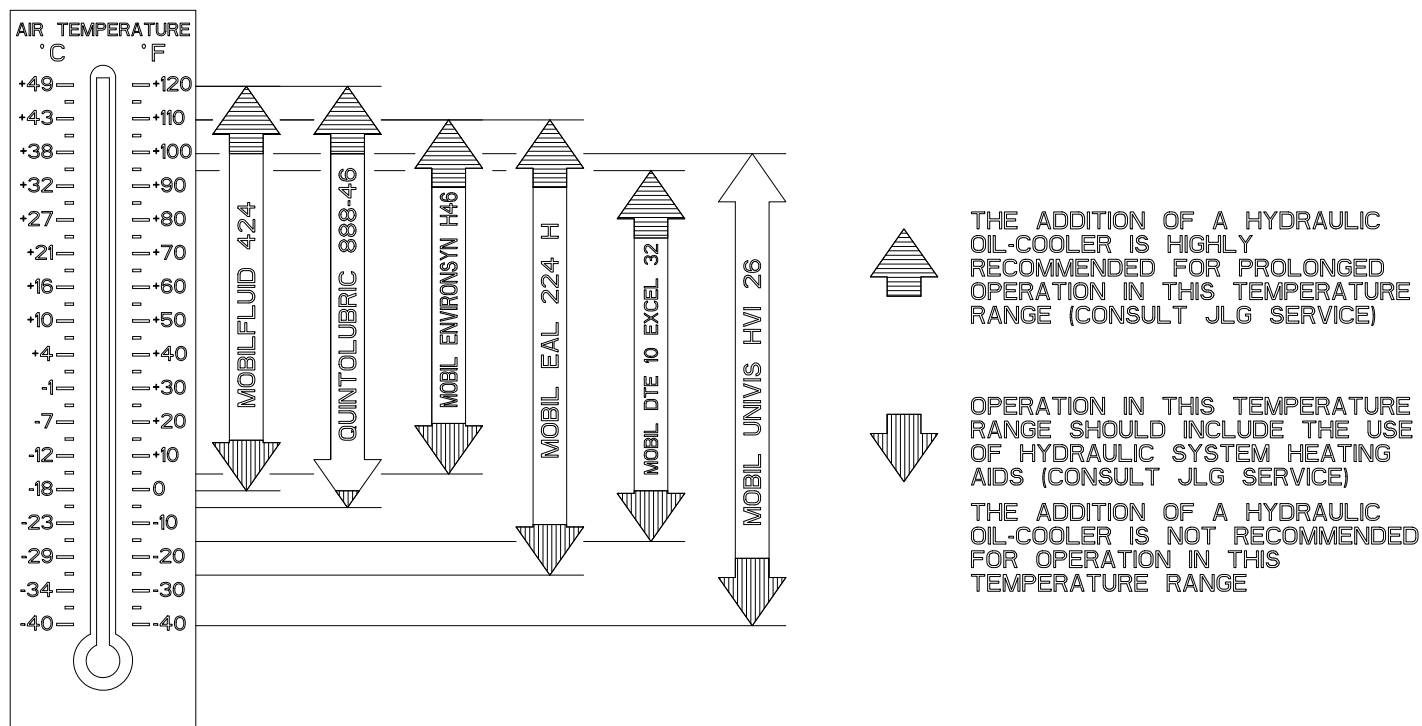 AIR TEMPERATURE
°C °F
+49 +120
+43 +110
+38 +100
+32 +90
+27 +80
+21 +70
+16 +60
+10 +50
+4 +40
-1 +30
-7 +20
-12 +10
-18 0
-23 -10
-29 -20
-34 -30
-40 -40
MOBILFLUID 424
QUINTOLUBRIC 888-46
MOBIL ENVIRONSYN H46
MOBIL EAL 224 H
MOBIL DTE 10 EXCEL 32
MOBIL UNIVIS HVI 26
THE ADDITION OF A HYDRAULIC
OIL-COOLER IS HIGHLY
RECOMMENDED FOR PROLONGED
OPERATION IN THIS TEMPERATURE
RANGE (CONSULT JLG SERVICE)
OPERATION IN THIS TEMPERATURE
RANGE SHOULD INCLUDE THE USE
OF HYDRAULIC SYSTEM HEATING
AIDS (CONSULT JLG SERVICE)
THE ADDITION OF A HYDRAULIC
OIL-COOLER IS NOT RECOMMENDED
FOR OPERATION IN THIS
TEMPERATURE RANGE